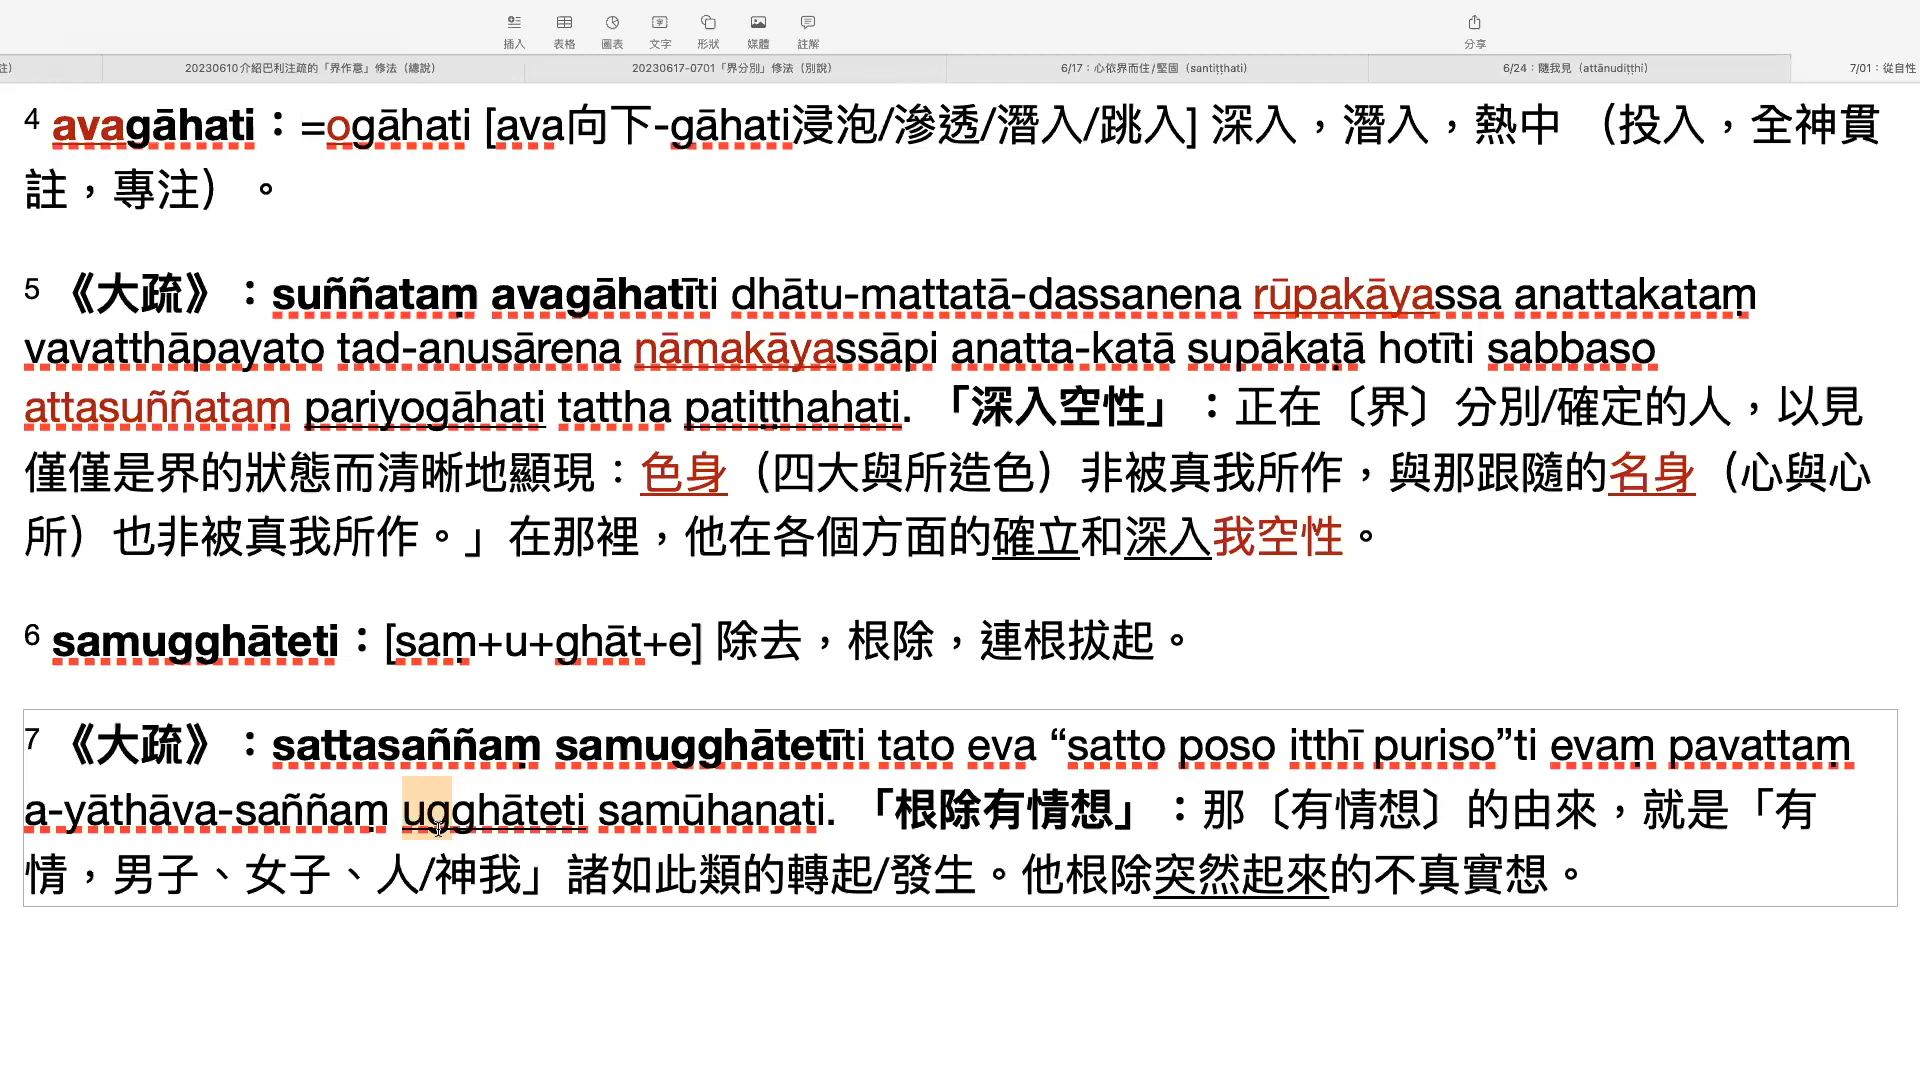 插入 表格 圖表 文字 形狀 媒體 註解 分享
註） 20230610介紹巴利注疏的「界作意」修法（總說） 20230617-0701「界分別」修法（別說） 6/17：心依界而住/堅固（santiṭṭhati） 6/24：隨我見（attānudiṭṭhi） 7/01：從自性
4 avagāhati：=ogāhati [ava向下-gāhati浸泡/滲透/潛入/跳入] 深入，潛入，熱中 （投入，全神貫
註，專注）。
5 《大疏》：suññataṃ avagāhatīti dhātu-mattatā-dassanena rūpakāyassa anattakataṃ
vavatthāpayato tad-anusārena nāmakāyassāpi anatta-katā supākaṭā hotīti sabbaso
attasuññataṃ pariyogāhati tattha patiṭṭhahati. 「深入空性」：正在〔界〕分別/確定的人，以見
僅僅是界的狀態而清晰地顯現：色身（四大與所造色）非被真我所作，與那跟隨的名身（心與心
所）也非被真我所作。」在那裡，他在各個方面的確立和深入我空性。
6 samugghāteti：[saṃ+u+ghāt+e] 除去，根除，連根拔起。
7 《大疏》：sattasaññaṃ samugghātetīti tato eva “satto poso itthī puriso”ti evaṃ pavattaṃ
a-yāthāva-saññaṃ ugghāteti samūhanati. 「根除有情想」：那〔有情想〕的由來，就是「有
情，男子、女子、人/神我」諸如此類的轉起/發生。他根除突然起來的不真實想。